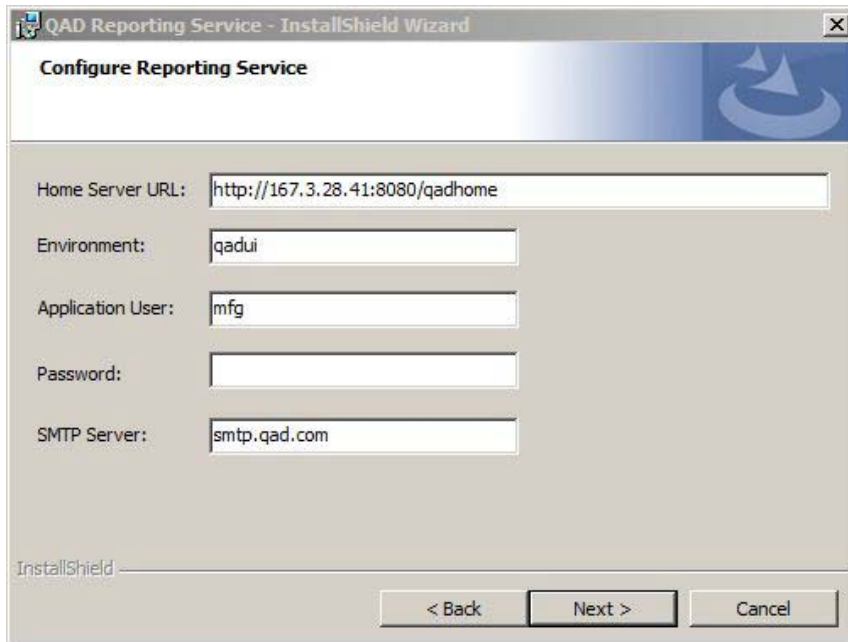 QAD Reporting Service - InstallShield Wizard
Configure Reporting Service
Home Server URL: http://167.3.28.41:8080/qadhome
Environment: qadui
Application User: mfg
Password:
SMTP Server: smtp.qad.com
InstallShield
< Back Next > Cancel